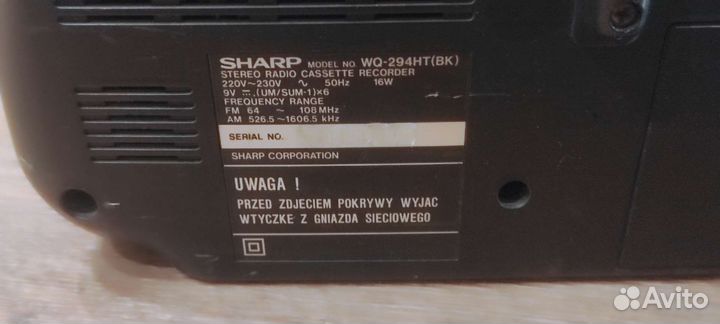 SHARP MODEL NO. WQ-294HT(BK)
STEREO RADIO CASSETTE RECORDER
220V~230V ∿ 50Hz 16W
9V ⎓ (UM/SUM-1)×6
FREQUENCY RANGE
FM 64 ~ 108MHz
AM 526.5~1606.5 kHz
SERIAL NO.
SHARP CORPORATION
UWAGA !
PRZED ZDJECIEM POKRYWY WYJAC
WTYCZKE Z GNIAZDA SIECIOWEGO
Avito